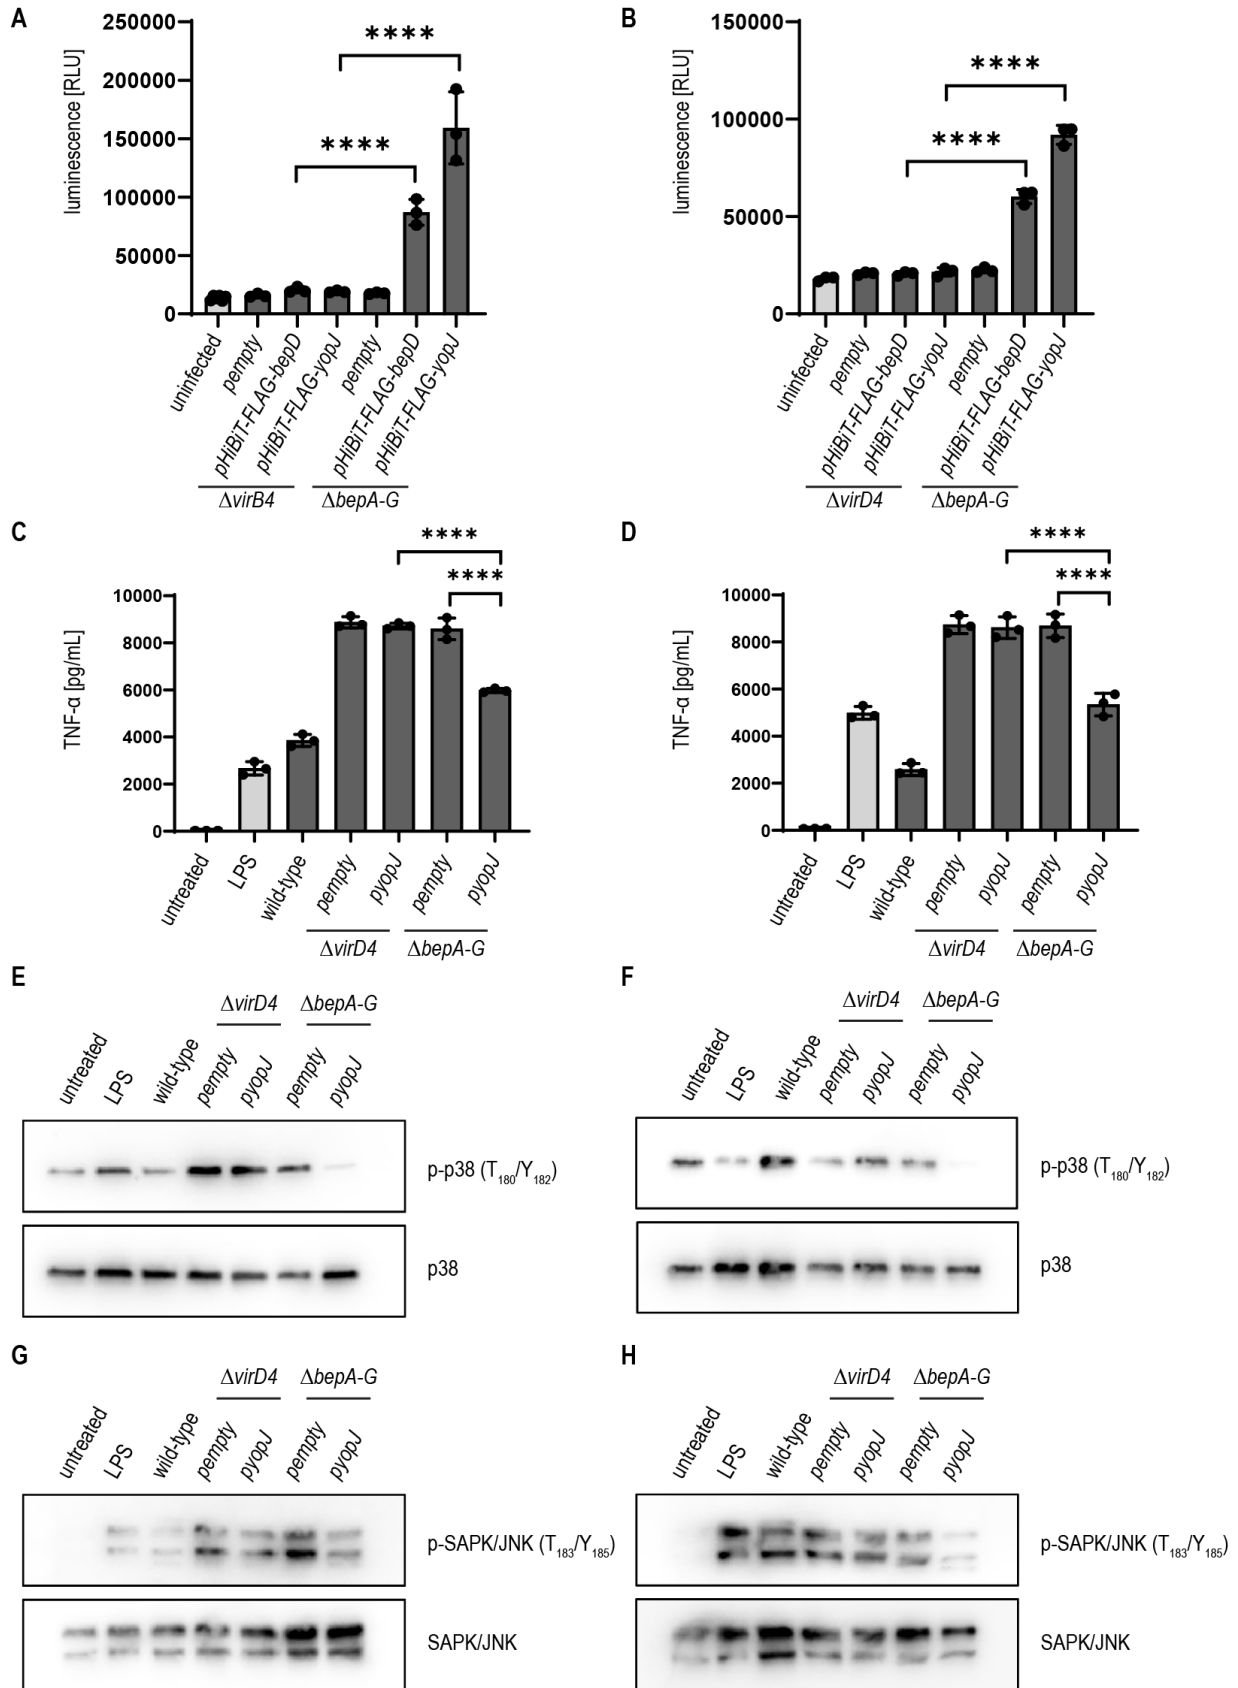 A
luminescence [RLU]
250000
200000
150000
100000
50000
0
****
****
uninfected
pempty
pHiBiT-FLAG-bepD
pHiBiT-FLAG-yopJ
pempty
pHiBiT-FLAG-bepD
pHiBiT-FLAG-yopJ
ΔvirB4
ΔbepA-G
B
luminescence [RLU]
150000
100000
50000
0
****
****
uninfected
pempty
pHiBiT-FLAG-bepD
pHiBiT-FLAG-yopJ
pempty
pHiBiT-FLAG-bepD
pHiBiT-FLAG-yopJ
ΔvirD4
ΔbepA-G
C
TNF-α [pg/mL]
10000
8000
6000
4000
2000
0
****
****
untreated
LPS
wild-type
pempty
pyopJ
pempty
pyopJ
ΔvirD4
ΔbepA-G
D
TNF-α [pg/mL]
10000
8000
6000
4000
2000
0
****
****
untreated
LPS
wild-type
pempty
pyopJ
pempty
pyopJ
ΔvirD4
ΔbepA-G
E
ΔvirD4
ΔbepA-G
untreated
LPS
wild-type
pempty
pyopJ
pempty
pyopJ
p-p38 (T180/Y182)
p38
F
ΔvirD4
ΔbepA-G
untreated
LPS
wild-type
pempty
pyopJ
pempty
pyopJ
p-p38 (T180/Y182)
p38
G
ΔvirD4
ΔbepA-G
untreated
LPS
wild-type
pempty
pyopJ
pempty
pyopJ
p-SAPK/JNK (T183/Y185)
SAPK/JNK
H
ΔvirD4
ΔbepA-G
untreated
LPS
wild-type
pempty
pyopJ
pempty
pyopJ
p-SAPK/JNK (T183/Y185)
SAPK/JNK